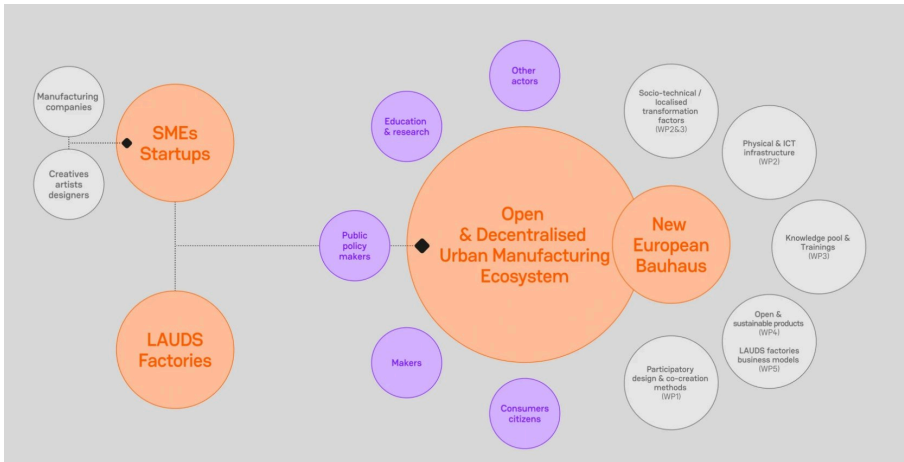 Manufacturing
companies
Creatives
artists
designers
SMEs
Startups
LAUDS
Factories
Public
policy
makers
Education
& research
Other
actors
Makers
Consumers
citizens
Open
& Decentralised
Urban Manufacturing
Ecosystem
New
European
Bauhaus
Socio-technical /
localised
transformation
factors
(WP2&3)
Physical & ICT
infrastructure
(WP2)
Knowledge pool &
Trainings
(WP3)
Open &
sustainable products
(WP4)
LAUDS factories
business models
(WP5)
Participatory
design & co-creation
methods
(WP1)